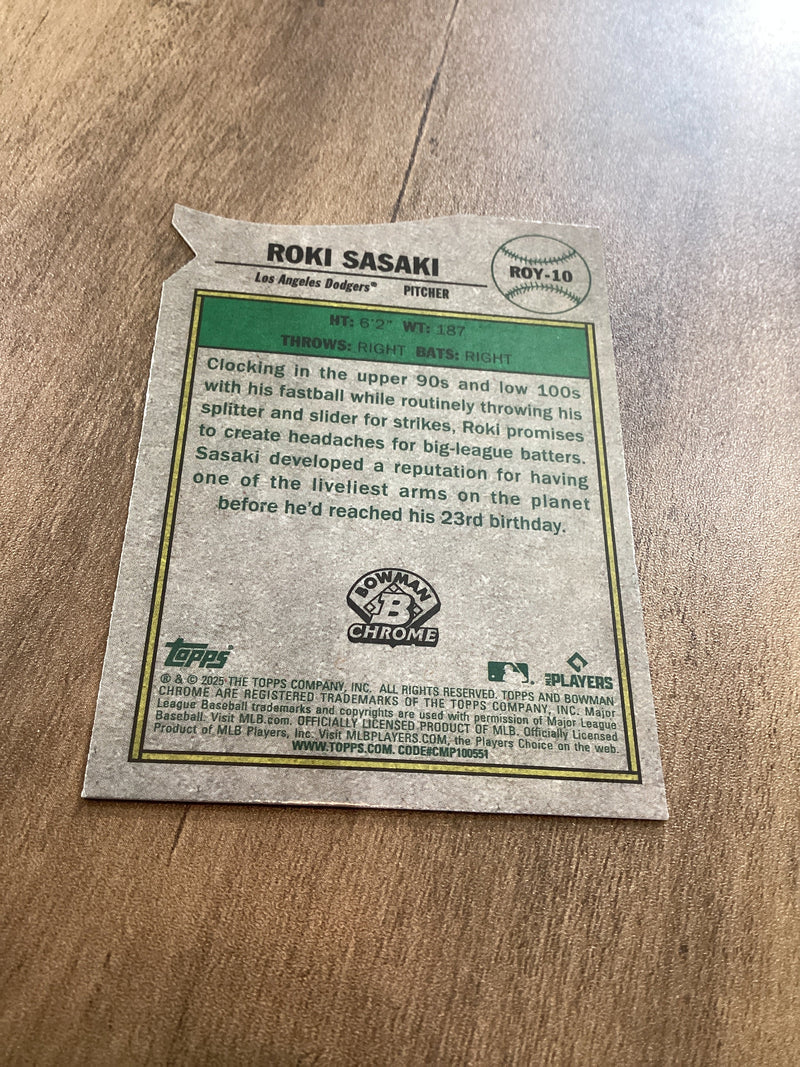 ROKI SASAKI
Los Angeles Dodgers® PITCHER
ROY-10
HT: 6'2" WT: 187
THROWS: RIGHT BATS: RIGHT
Clocking in the upper 90s and low 100s
with his fastball while routinely throwing his
splitter and slider for strikes, Roki promises
to create headaches for big-league batters.
Sasaki developed a reputation for having
one of the liveliest arms on the planet
before he'd reached his 23rd birthday.
BOWMAN
B
CHROME
topps®
MLB PLAYERS
® & © 2025 THE TOPPS COMPANY, INC. ALL RIGHTS RESERVED. TOPPS AND BOWMAN
CHROME ARE REGISTERED TRADEMARKS OF THE TOPPS COMPANY, INC. Major
League Baseball trademarks and copyrights are used with permission of Major League
Baseball. Visit MLB.com. OFFICIALLY LICENSED PRODUCT OF MLB. Officially Licensed
Product of MLB Players, Inc. Visit MLBPLAYERS.COM, the Players Choice on the web.
WWW.TOPPS.COM. CODE#CMP100551